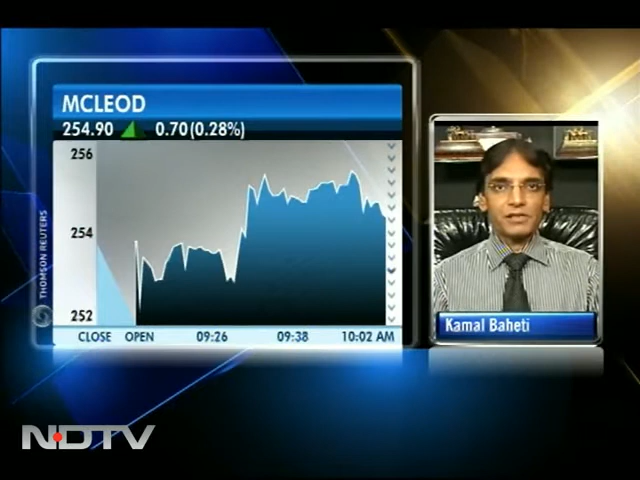 MCLEOD
254.90 0.70(0.28%)
256
254
252
THOMSON REUTERS
CLOSE OPEN 09:26 09:38 10:02 AM
Kamal Baheti
NDTV